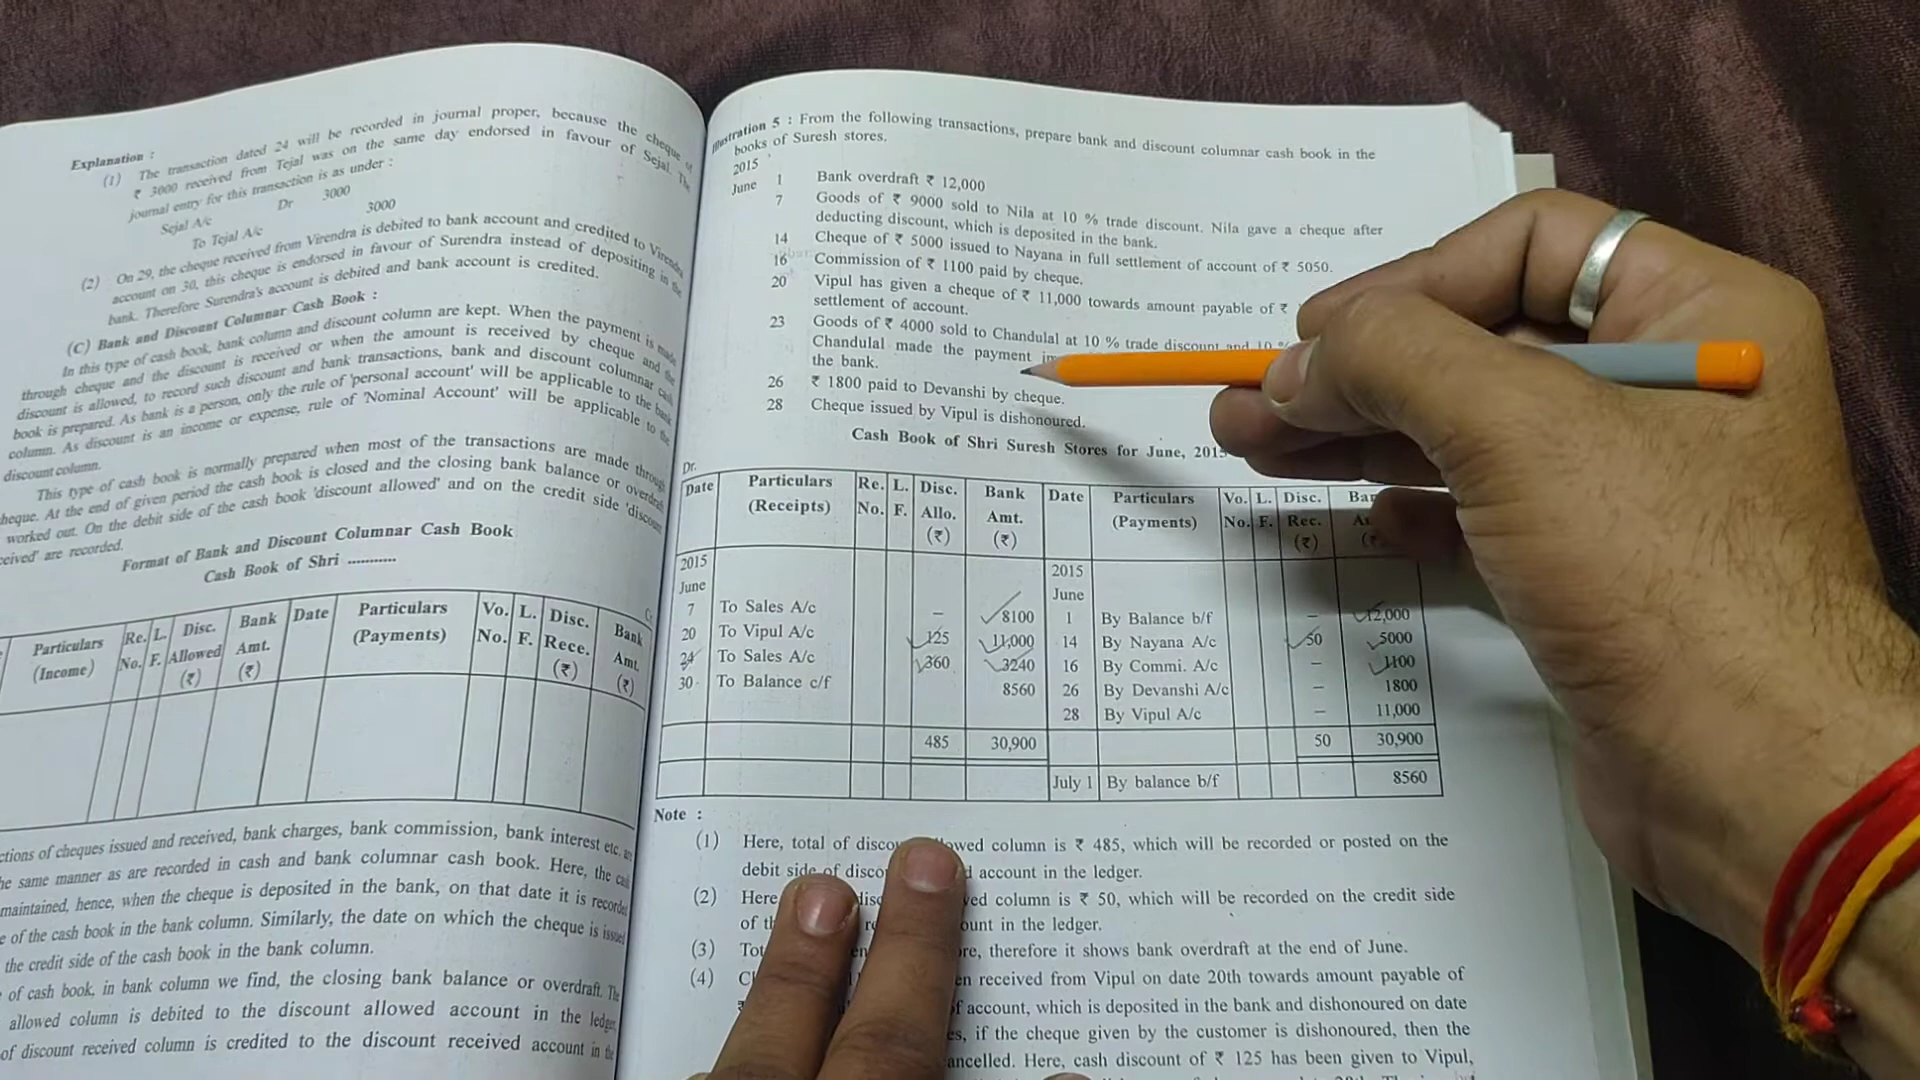 Explanation :
(1) The transaction dated 24 will be recorded in journal proper, because the cheque of
₹ 3000 received from Tejal was on the same day endorsed in favour of Sejal. The
journal entry for this transaction is as under :
Sejal A/c Dr 3000
To Tejal A/c 3000
(2) On 29, the cheque received from Virendra is debited to bank account and credited to Virendra
account on 30, this cheque is endorsed in favour of Surendra instead of depositing in the
bank. Therefore Surendra's account is debited and bank account is credited.
(C) Bank and Discount Columnar Cash Book :
In this type of cash book, bank column and discount column are kept. When the payment is made
through cheque and the discount is received or when the amount is received by cheque and the
discount is allowed, to record such discount and bank transactions, bank and discount columnar cash
book is prepared. As bank is a person, only the rule of 'personal account' will be applicable to the bank
column. As discount is an income or expense, rule of 'Nominal Account' will be applicable to the
discount column.
This type of cash book is normally prepared when most of the transactions are made through
heque. At the end of given period the cash book is closed and the closing bank balance or overdraft
worked out. On the debit side of the cash book 'discount allowed' and on the credit side 'discount
ceived' are recorded.
Format of Bank and Discount Columnar Cash Book
Cash Book of Shri ...........
Particulars (Income) Re. No. L. F. Disc. Allowed (₹) Bank Amt. (₹) Date Particulars (Payments) Vo. No. L. F. Disc. Rece. (₹) Bank Amt. (₹)
ctions of cheques issued and received, bank charges, bank commission, bank interest etc. are
he same manner as are recorded in cash and bank columnar cash book. Here, the cash
maintained, hence, when the cheque is deposited in the bank, on that date it is recorded
e of the cash book in the bank column. Similarly, the date on which the cheque is issued
the credit side of the cash book in the bank column.
of cash book, in bank column we find, the closing bank balance or overdraft. The
allowed column is debited to the discount allowed account in the ledger
of discount received column is credited to the discount received account in the
Illustration 5 : From the following transactions, prepare bank and discount columnar cash book in the
books of Suresh stores.
2015
June 1 Bank overdraft ₹ 12,000
7 Goods of ₹ 9000 sold to Nila at 10 % trade discount. Nila gave a cheque after
deducting discount, which is deposited in the bank.
14 Cheque of ₹ 5000 issued to Nayana in full settlement of account of ₹ 5050.
16 Commission of ₹ 1100 paid by cheque.
20 Vipul has given a cheque of ₹ 11,000 towards amount payable of ₹
settlement of account.
23 Goods of ₹ 4000 sold to Chandulal at 10 % trade discount and 10 %
Chandulal made the payment
the bank.
26 ₹ 1800 paid to Devanshi by cheque.
28 Cheque issued by Vipul is dishonoured.
Cash Book of Shri Suresh Stores for June, 2015
Dr.
Date Particulars (Receipts) Re. No. L. F. Disc. Allo. (₹) Bank Amt. (₹) Date Particulars (Payments) Vo. No. L. F. Disc. Rec. (₹)
2015 2015
June June
7 To Sales A/c – 8100 1 By Balance b/f – 12,000
20 To Vipul A/c 125 11,000 14 By Nayana A/c 50 5000
24 To Sales A/c 360 3240 16 By Commi. A/c – 1100
30 To Balance c/f 8560 26 By Devanshi A/c – 1800
28 By Vipul A/c – 11,000
485 30,900 50 30,900
July 1 By balance b/f 8560
Note :
(1) Here, total of column is ₹ 485, which will be recorded or posted on the
debit side of account in the ledger.
(2) Here column is ₹ 50, which will be recorded on the credit side
of in the ledger.
(3) therefore it shows bank overdraft at the end of June.
(4) received from Vipul on date 20th towards amount payable of
account, which is deposited in the bank and dishonoured on date
if the cheque given by the customer is dishonoured, then the
Here, cash discount of ₹ 125 has been given to Vipul,